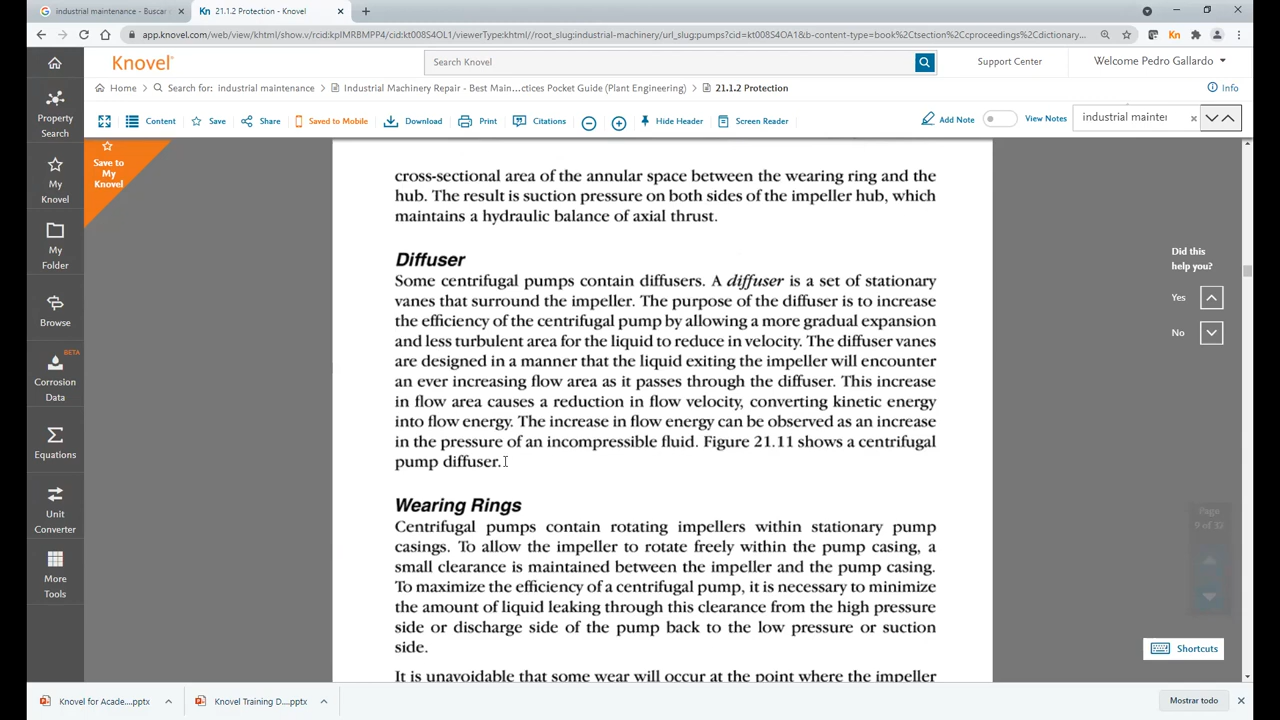 industrial maintenance - Buscar
21.1.2 Protection - Knovel
app.knovel.com/web/view/khtml/show.v/rcid:kpIMRBMPP4/cid:kt008S4OL1/viewerType:khtml//root_slug:industrial-machinery/url_slug:pumps?cid=kt008S4OA1&b-content-type=book%2Csection%2Cproceedings%2Cdictionary...
Knovel
Search Knovel
Support Center
Welcome Pedro Gallardo
Home
Search for: industrial maintenance
Industrial Machinery Repair - Best Main...ctices Pocket Guide (Plant Engineering)
21.1.2 Protection
Info
Content
Save
Share
Saved to Mobile
Download
Print
Citations
Hide Header
Screen Reader
Add Note
View Notes
industrial mainte
Property
Search
My
Knovel
My
Folder
Browse
BETA
Corrosion
Data
Equations
Unit
Converter
More
Tools
Save to
My
Knovel
cross-sectional area of the annular space between the wearing ring and the
hub. The result is suction pressure on both sides of the impeller hub, which
maintains a hydraulic balance of axial thrust.
Diffuser
Some centrifugal pumps contain diffusers. A diffuser is a set of stationary
vanes that surround the impeller. The purpose of the diffuser is to increase
the efficiency of the centrifugal pump by allowing a more gradual expansion
and less turbulent area for the liquid to reduce in velocity. The diffuser vanes
are designed in a manner that the liquid exiting the impeller will encounter
an ever increasing flow area as it passes through the diffuser. This increase
in flow area causes a reduction in flow velocity, converting kinetic energy
into flow energy. The increase in flow energy can be observed as an increase
in the pressure of an incompressible fluid. Figure 21.11 shows a centrifugal
pump diffuser.
Wearing Rings
Centrifugal pumps contain rotating impellers within stationary pump
casings. To allow the impeller to rotate freely within the pump casing, a
small clearance is maintained between the impeller and the pump casing.
To maximize the efficiency of a centrifugal pump, it is necessary to minimize
the amount of liquid leaking through this clearance from the high pressure
side or discharge side of the pump back to the low pressure or suction
side.
It is unavoidable that some wear will occur at the point where the impeller
Did this
help you?
Yes
No
Page
9 of 37
Shortcuts
Knovel for Acade....pptx
Knovel Training D....pptx
Mostrar todo